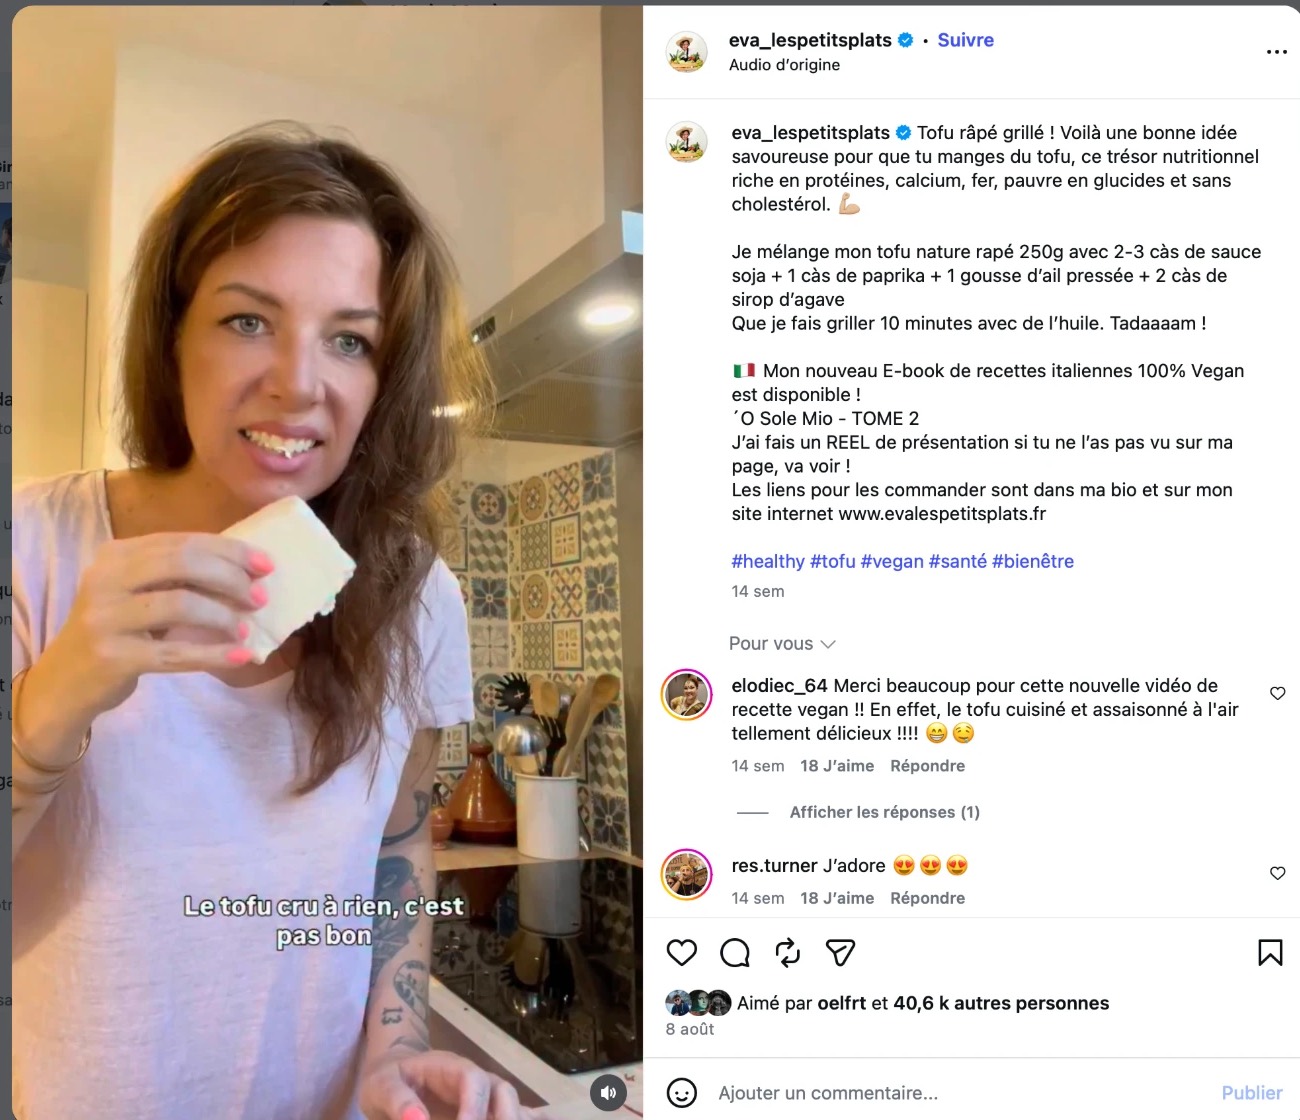 eva_lespetitsplats • Suivre
Audio d'origine
eva_lespetitsplats Tofu râpé grillé ! Voilà une bonne idée
savoureuse pour que tu manges du tofu, ce trésor nutritionnel
riche en protéines, calcium, fer, pauvre en glucides et sans
cholestérol. 💪🏼
Je mélange mon tofu nature rapé 250g avec 2-3 càs de sauce
soja + 1 càs de paprika + 1 gousse d'ail pressée + 2 càs de
sirop d'agave
Que je fais griller 10 minutes avec de l'huile. Tadaaaam !
🇮🇹 Mon nouveau E-book de recettes italiennes 100% Vegan
est disponible !
´O Sole Mio - TOME 2
J'ai fais un REEL de présentation si tu ne l'as pas vu sur ma
page, va voir !
Les liens pour les commander sont dans ma bio et sur mon
site internet www.evalespetitsplats.fr
#healthy #tofu #vegan #santé #bienêtre
14 sem
Pour vous
elodiec_64 Merci beaucoup pour cette nouvelle vidéo de
recette vegan !! En effet, le tofu cuisiné et assaisonné à l'air
tellement délicieux !!!! 😁🤤
14 sem 18 J'aime Répondre
Afficher les réponses (1)
res.turner J'adore 😍😍😍
14 sem 18 J'aime Répondre
Aimé par oelfrt et 40,6 k autres personnes
8 août
Ajouter un commentaire... Publier
Le tofu cru à rien, c'est
pas bon